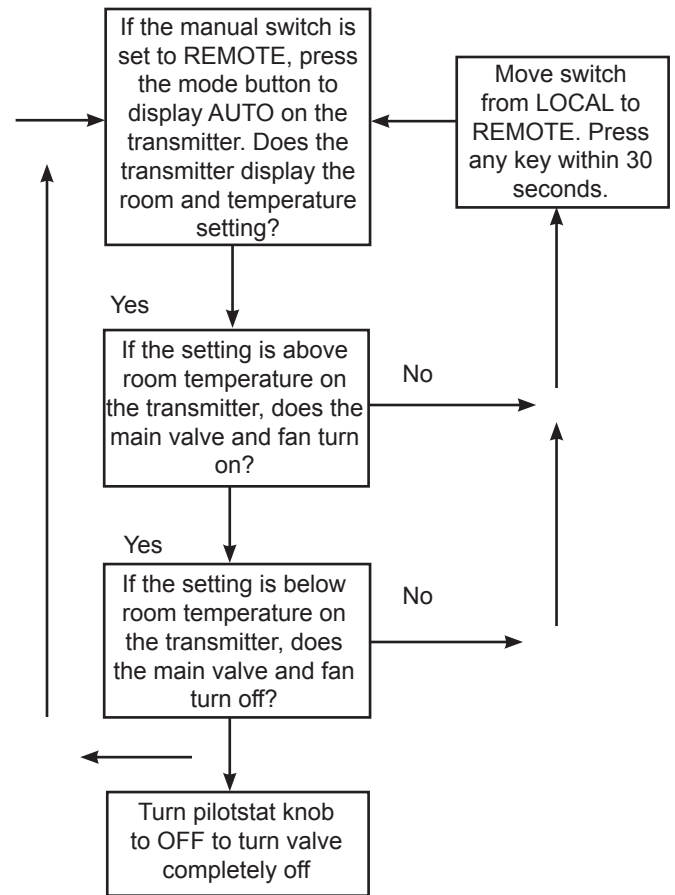 If the manual switch is
set to REMOTE, press
the mode button to
display AUTO on the
transmitter. Does the
transmitter display the
room and temperature
setting?
Move switch
from LOCAL to
REMOTE. Press
any key within 30
seconds.
Yes
If the setting is above
room temperature on
the transmitter, does the
main valve and fan turn
on?
No
Yes
If the setting is below
room temperature on
the transmitter, does
the main valve and fan
turn off?
No
Turn pilotstat knob
to OFF to turn valve
completely off